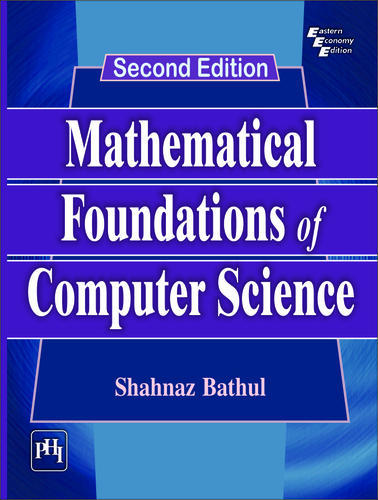 Eastern
Economy
Edition
Second Edition
Mathematical
Foundations of
Computer Science
Shahnaz Bathul
PHI